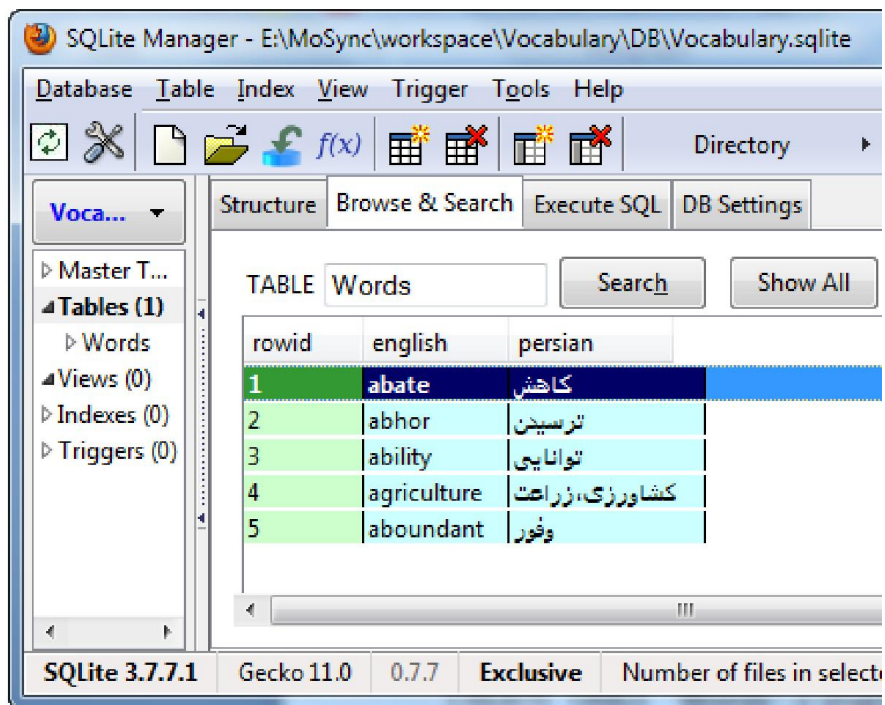 SQLite Manager - E:\MoSync\workspace\Vocabulary\DB\Vocabulary.sqlite
Database Table Index View Trigger Tools Help
f(x) Directory
Voca... Structure Browse & Search Execute SQL DB Settings
Master T...
Tables (1)
Words
Views (0)
Indexes (0)
Triggers (0)
TABLE Words Search Show All
rowid english persian
1 abate کاهش
2 abhor ترسیدن
3 ability توانایی
4 agriculture کشاورزی،زراعت
5 aboundant وفور
SQLite 3.7.7.1 Gecko 11.0 0.7.7 Exclusive Number of files in selecte